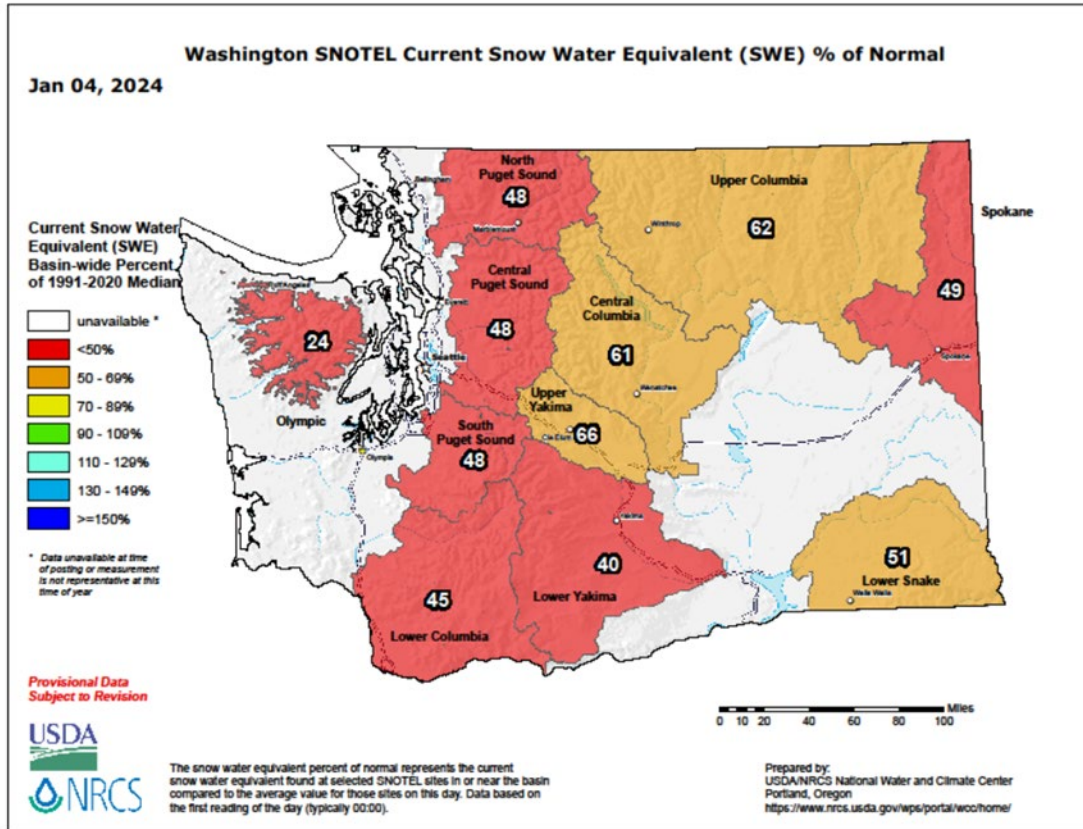 Washington SNOTEL Current Snow Water Equivalent (SWE) % of Normal
Jan 04, 2024
North
Puget Sound
48
Bellingham
Marblemount
Upper Columbia
62
Winthrop
Spokane
49
Spokane
Current Snow Water
Equivalent (SWE)
Basin-wide Percent
of 1991-2020 Median
unavailable *
<50%
50 - 69%
70 - 89%
90 - 109%
110 - 129%
130 - 149%
>=150%
* Data unavailable at time
of posting or measurement
is not representative at this
time of year
Port Angeles
24
Olympic
Olympia
Central
Puget Sound
48
Everett
Seattle
Central
Columbia
61
Wenatchee
Upper
Yakima
66
Cle Elum
South
Puget Sound
48
Yakima
40
Lower Yakima
45
Lower Columbia
51
Lower Snake
Walla Walla
Provisional Data
Subject to Revision
Miles
0 10 20 40 60 80 100
USDA
NRCS
The snow water equivalent percent of normal represents the current
snow water equivalent found at selected SNOTEL sites in or near the basin
compared to the average value for those sites on this day. Data based on
the first reading of the day (typically 00:00).
Prepared by:
USDA/NRCS National Water and Climate Center
Portland, Oregon
https://www.nrcs.usda.gov/wps/portal/wcc/home/